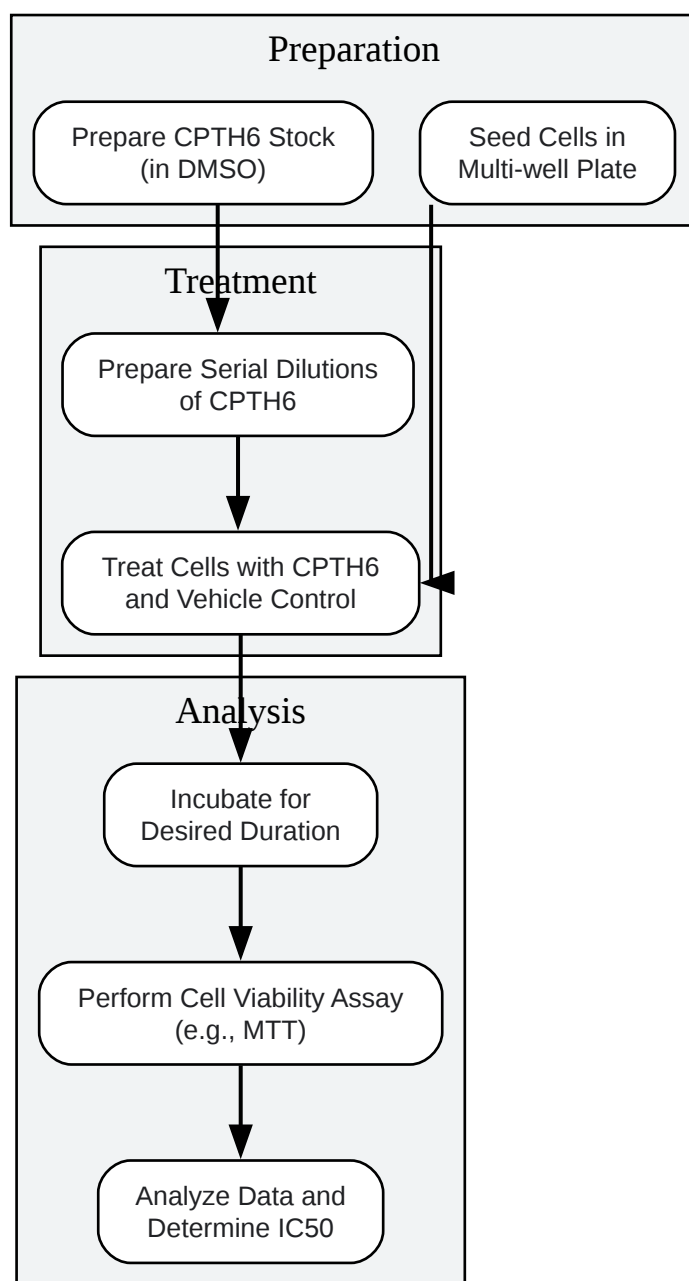 Preparation
Prepare CPTH6 Stock
(in DMSO)
Seed Cells in
Multi-well Plate
Treatment
Prepare Serial Dilutions
of CPTH6
Treat Cells with CPTH6
and Vehicle Control
Analysis
Incubate for
Desired Duration
Perform Cell Viability Assay
(e.g., MTT)
Analyze Data and
Determine IC50